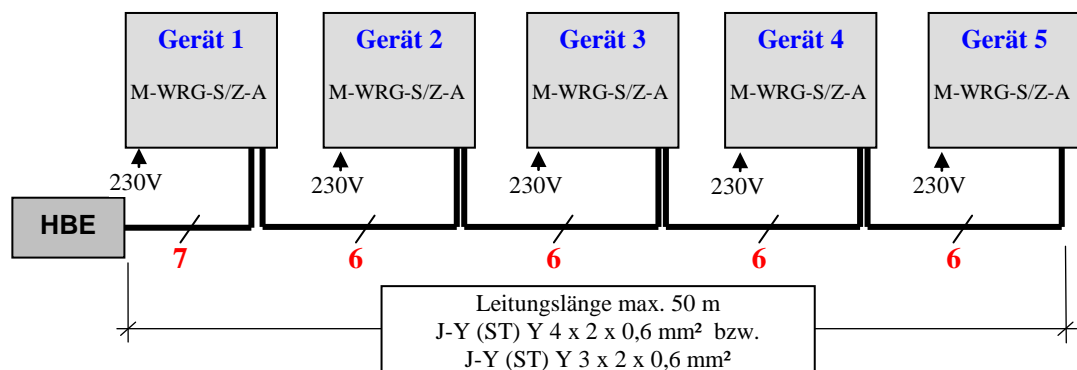 Gerät 1 Gerät 2 Gerät 3 Gerät 4 Gerät 5
M-WRG-S/Z-A M-WRG-S/Z-A M-WRG-S/Z-A M-WRG-S/Z-A M-WRG-S/Z-A
230V 230V 230V 230V 230V
HBE
7 6 6 6 6
Leitungslänge max. 50 m
J-Y (ST) Y 4 x 2 x 0,6 mm² bzw.
J-Y (ST) Y 3 x 2 x 0,6 mm²